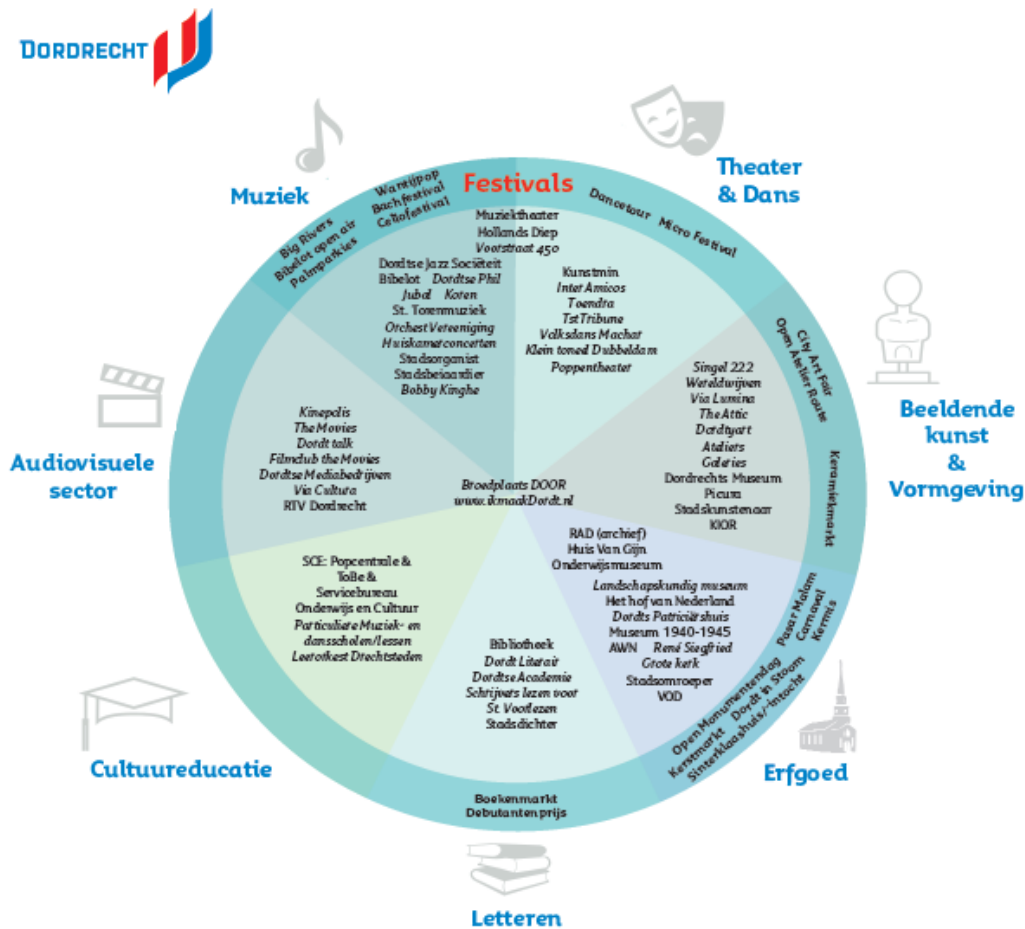 DORDRECHT
Muziek
Theater
& Dans
Beeldende
kunst
&
Vormgeving
Erfgoed
Letteren
Cultuureducatie
Audiovisuele
sector
Festivals
Wantijpop
Bachfestival
Cellofestival
Big Rivers
Bibelot open air
Palmparkies
Dancetour Micro Festival
City Art Fair
Open Atelier Route
Keramiekmarkt
Pasar Malam
Carnaval
Kermis
Open Monumentendag
Kerstmarkt Dordt in Stoom
Sinterklaashuis/-intocht
Boekenmarkt
Debutantenprijs
Muziektheater
Hollands Diep
Voorstraat 450
Dordtse Jazz Sociëteit
Bibelot Dordtse Phil
Jubal Koren
St. Torenmuziek
Orchest Vereeniging
Huiskamerconcerten
Stadsorganist
Stadsbeiaardier
Bobby Kinghe
Kunstmin
Inter Amicos
Toendra
Tst Tribune
Volksdans Machar
Klein toneel Dubbeldam
Poppentheater
Singel 222
Wereldwijven
Via Lumina
The Attic
Dordtyart
Ateliers
Galeries
Dordrechts Museum
Picura
Stadskunstenaar
KIOR
RAD (archief)
Huis Van Gijn
Onderwijsmuseum
Landschapskundig museum
Het hof van Nederland
Dordts Patriciërshuis
Museum 1940-1945
AWN René Siegfried
Grote kerk
Stadsomroeper
VOD
Bibliotheek
Dordt Literair
Dordtse Academie
Schrijvers lezen voor
St. Voorlezen
Stadsdichter
SCE: Popcentrale &
ToBe &
Servicebureau
Onderwijs en Cultuur
Particuliere Muziek- en
dansscholen/lessen
Leerorkest Drechtsteden
Kinepolis
The Movies
Dordt talk
Filmclub the Movies
Dordtse Mediabedrijven
Via Cultura
RTV Dordrecht
Broedplaats DOOR
www.ikmaakDordt.nl